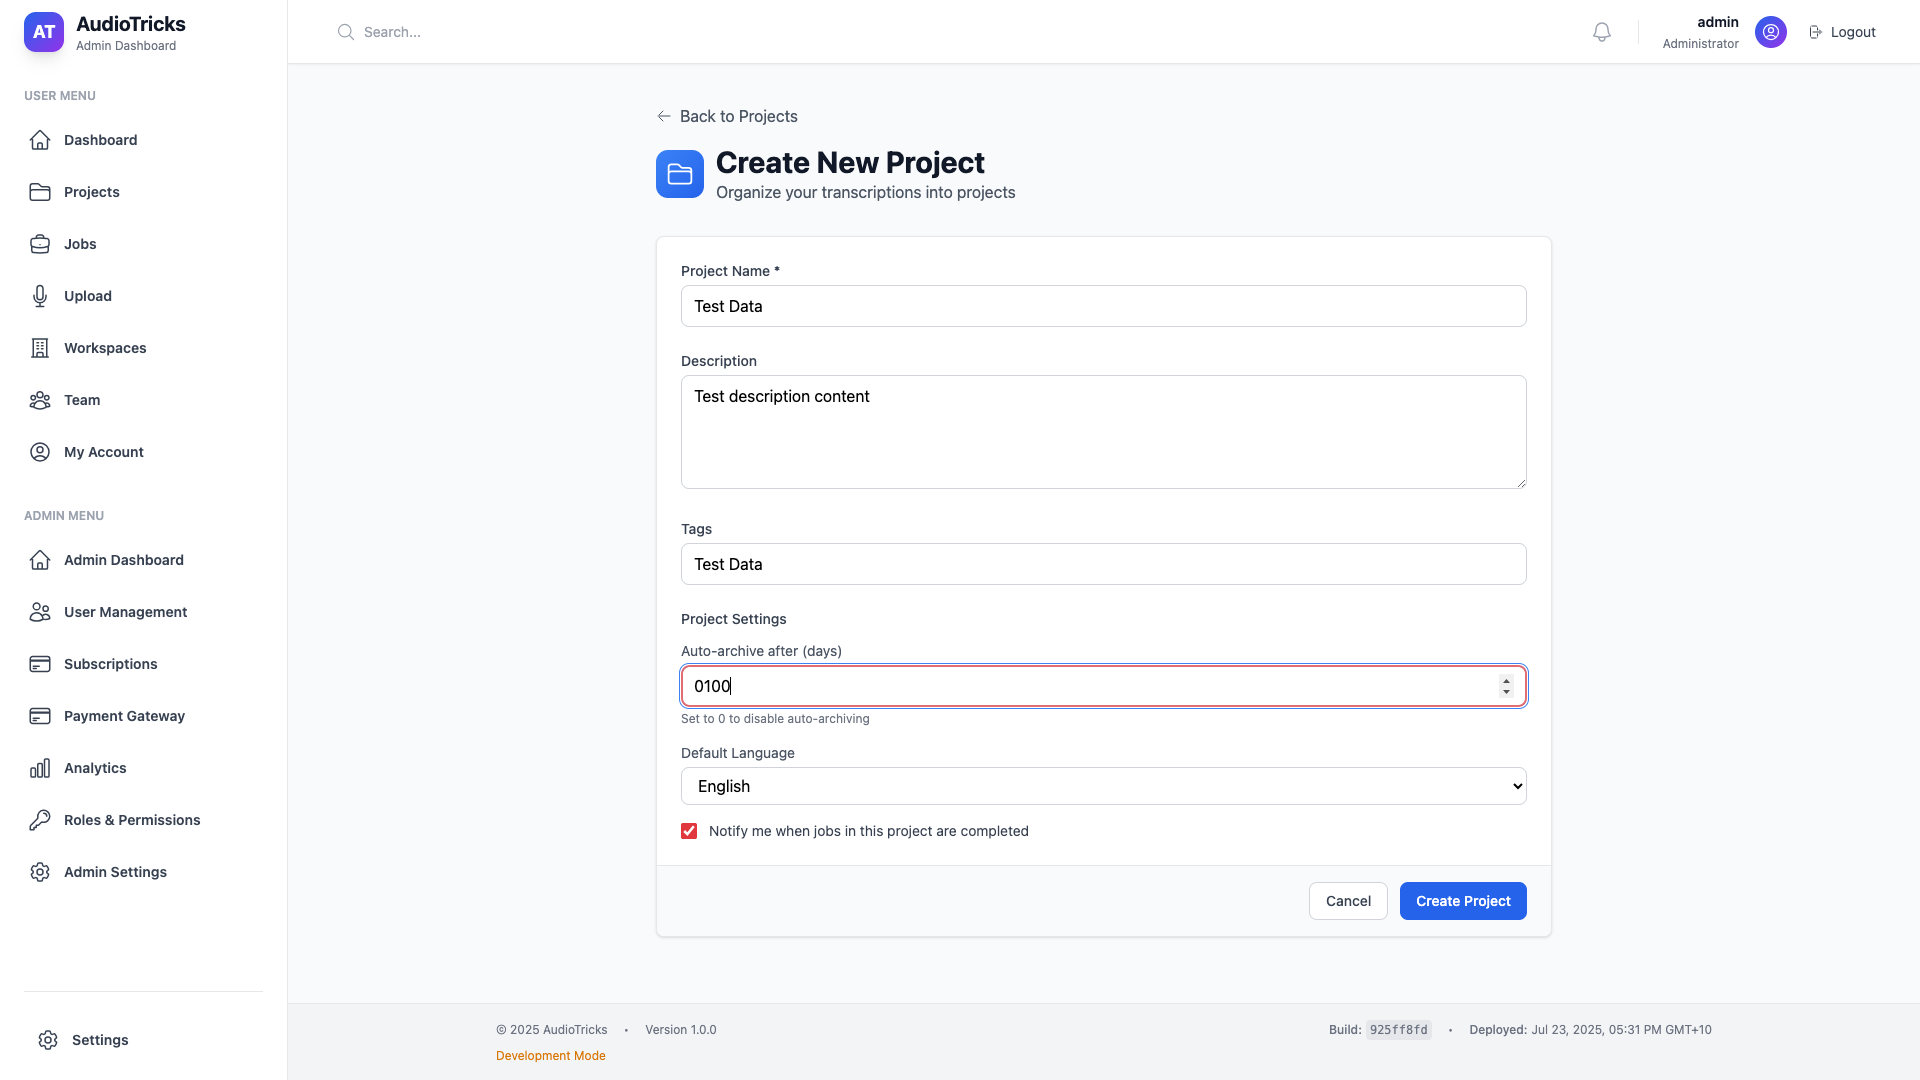 AT
AudioTricks
Admin Dashboard
USER MENU
Dashboard
Projects
Jobs
Upload
Workspaces
Team
My Account
ADMIN MENU
Admin Dashboard
User Management
Subscriptions
Payment Gateway
Analytics
Roles & Permissions
Admin Settings
Settings
Search...
admin
Administrator
Logout
Back to Projects
Create New Project
Organize your transcriptions into projects
Project Name *
Test Data
Description
Test description content
Tags
Test Data
Project Settings
Auto-archive after (days)
0100
Set to 0 to disable auto-archiving
Default Language
English
Notify me when jobs in this project are completed
Cancel
Create Project
© 2025 AudioTricks • Version 1.0.0
Development Mode
Build: 925ff8fd • Deployed: Jul 23, 2025, 05:31 PM GMT+10